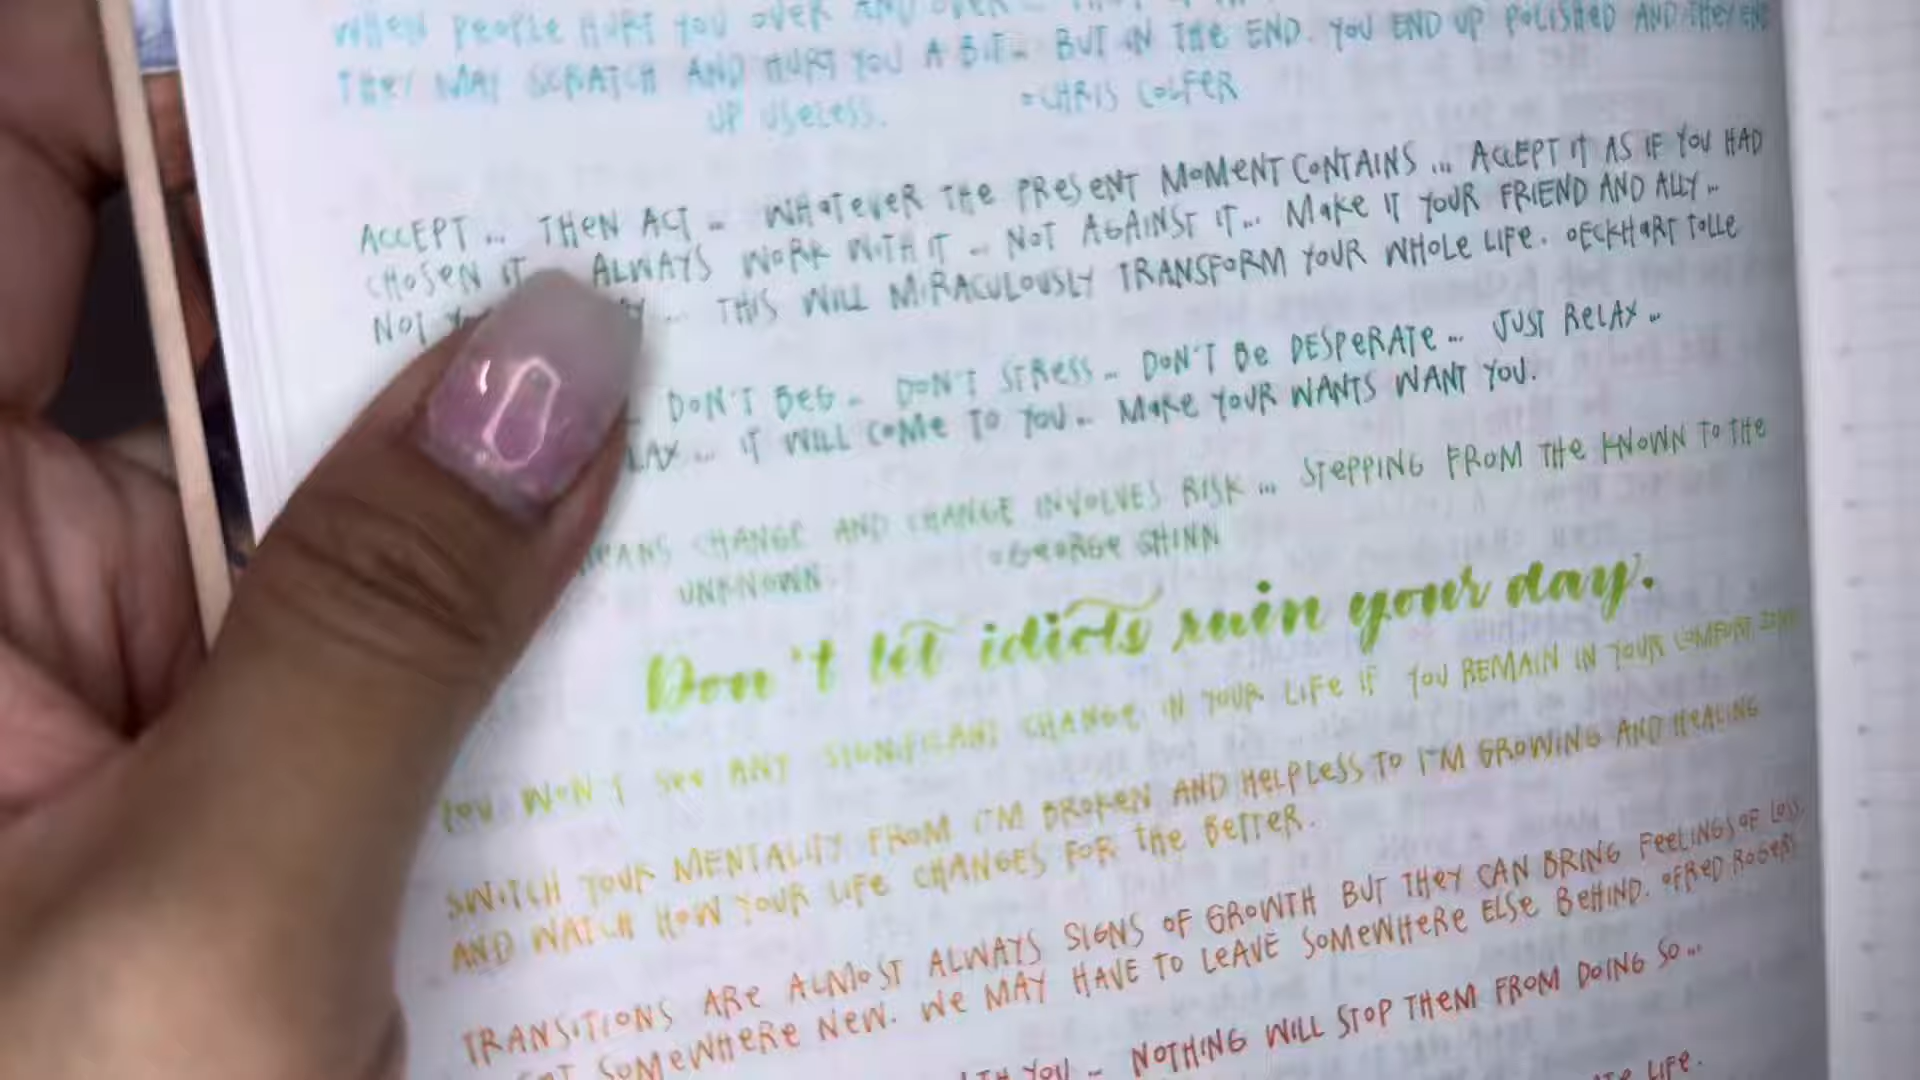 WHEN PEOPLE HURT YOU OVER AND OVER
THEY MAY SCRATCH AND HURT YOU A BIT... BUT IN THE END. YOU END UP POLISHED AND THEY END
UP USELESS. °CHRIS COLFER
ACCEPT... THEN ACT... WHATEVER THE PRESENT MOMENT CONTAINS... ACCEPT IT AS IF YOU HAD
CHOSEN IT ALWAYS WORK WITH IT... NOT AGAINST IT... MAKE IT YOUR FRIEND AND ALLY...
NOT ... THIS WILL MIRACULOUSLY TRANSFORM YOUR WHOLE LIFE. °ECKHART TOLLE
DON'T BEG... DON'T STRESS... DON'T BE DESPERATE... JUST RELAX...
LAX... IT WILL COME TO YOU... MAKE YOUR WANTS WANT YOU.
EANS CHANGE AND CHANGE INVOLVES RISK... STEPPING FROM THE KNOWN TO THE
UNKNOWN. °GEORGE SHINN
Don't let idiots ruin your day.
YOU WON'T SEE ANY SIGNIFICANT CHANGE IN YOUR LIFE IF YOU REMAIN IN YOUR COMFORT ZONE
SWITCH YOUR MENTALITY FROM I'M BROKEN AND HELPLESS TO I'M GROWING AND HEALING
AND WATCH HOW YOUR LIFE CHANGES FOR THE BETTER.
TRANSITIONS ARE ALMOST ALWAYS SIGNS OF GROWTH BUT THEY CAN BRING FEELINGS OF LOSS.
SOMEWHERE NEW. WE MAY HAVE TO LEAVE SOMEWHERE ELSE BEHIND. °FRED ROGERS
YOU... NOTHING WILL STOP THEM FROM DOING SO...
LIFE.